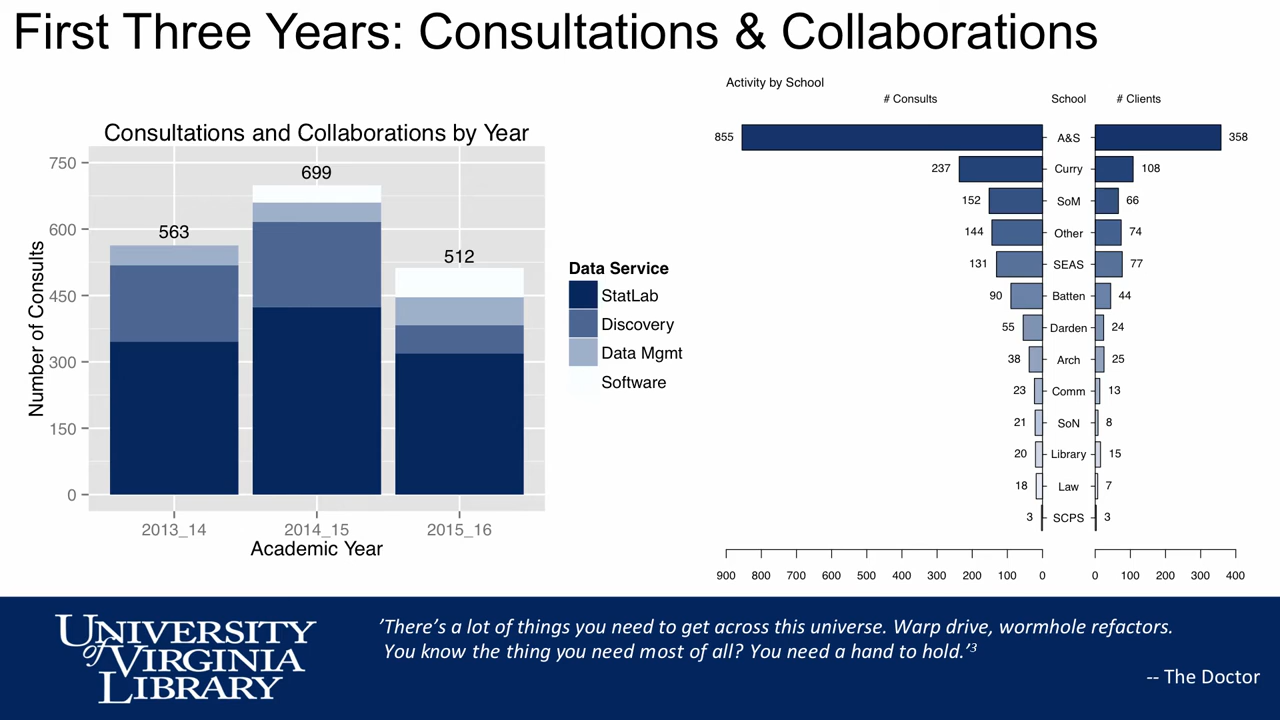 First Three Years: Consultations & Collaborations
Consultations and Collaborations by Year
Number of Consults
750
600
450
300
150
0
563
699
512
2013_14
2014_15
2015_16
Academic Year
Data Service
StatLab
Discovery
Data Mgmt
Software
Activity by School
# Consults School # Clients
855 A&S 358
237 Curry 108
152 SoM 66
144 Other 74
131 SEAS 77
90 Batten 44
55 Darden 24
38 Arch 25
23 Comm 13
21 SoN 8
20 Library 15
18 Law 7
3 SCPS 3
900 800 700 600 500 400 300 200 100 0 0 100 200 300 400
UNIVERSITY
of VIRGINIA
LIBRARY
’There’s a lot of things you need to get across this universe. Warp drive, wormhole refactors.
You know the thing you need most of all? You need a hand to hold.’3
-- The Doctor